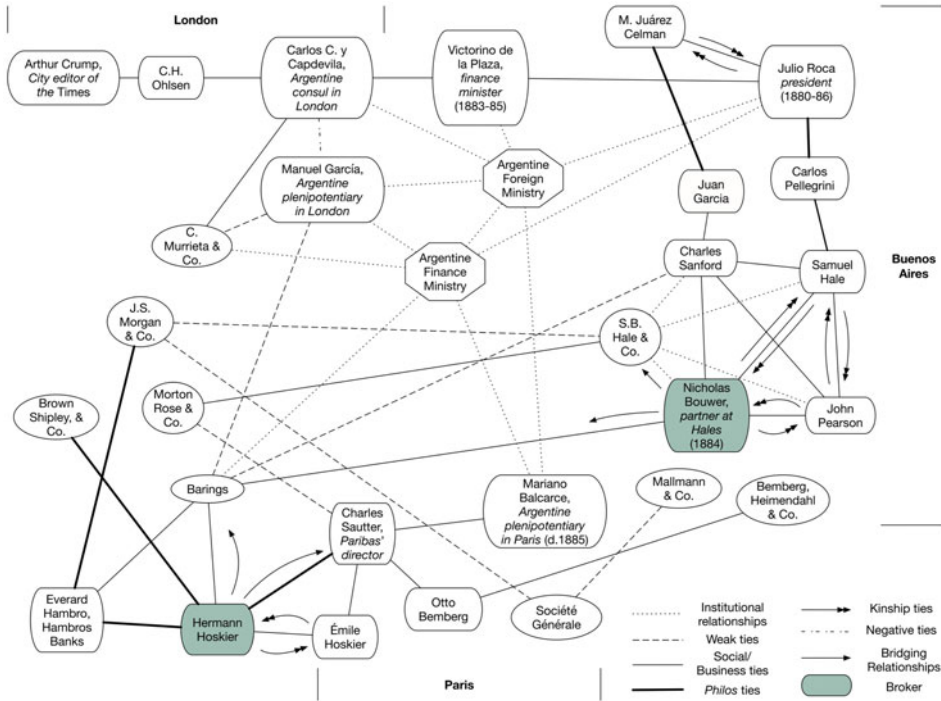 London
Arthur Crump,
City editor of
the Times
C.H.
Ohlsen
Carlos C. y
Capdevila,
Argentine
consul in
London
Victorino de
la Plaza,
finance
minister
(1883-85)
M. Juárez
Celman
Julio Roca
president
(1880-86)
Manuel García,
Argentine
plenipotentiary
in London
Argentine
Foreign
Ministry
Juan
Garcia
Carlos
Pellegrini
C.
Murrieta &
Co.
Argentine
Finance
Ministry
Charles
Sanford
Samuel
Hale
Buenos
Aires
J.S.
Morgan
& Co.
S.B.
Hale &
Co.
Brown
Shipley, &
Co.
Morton
Rose &
Co.
Nicholas
Bouwer,
partner at
Hales
(1884)
John
Pearson
Barings
Charles
Sautter,
Paribas'
director
Mariano
Balcarce,
Argentine
plenipotentiary
in Paris (d.1885)
Mallmann
& Co.
Bemberg,
Heimendahl
& Co.
Everard
Hambro,
Hambros
Banks
Hermann
Hoskier
Émile
Hoskier
Otto
Bemberg
Société
Générale
Institutional
relationships
Weak ties
Social/
Business ties
Philos ties
Kinship ties
Negative ties
Bridging
Relationships
Broker
Paris